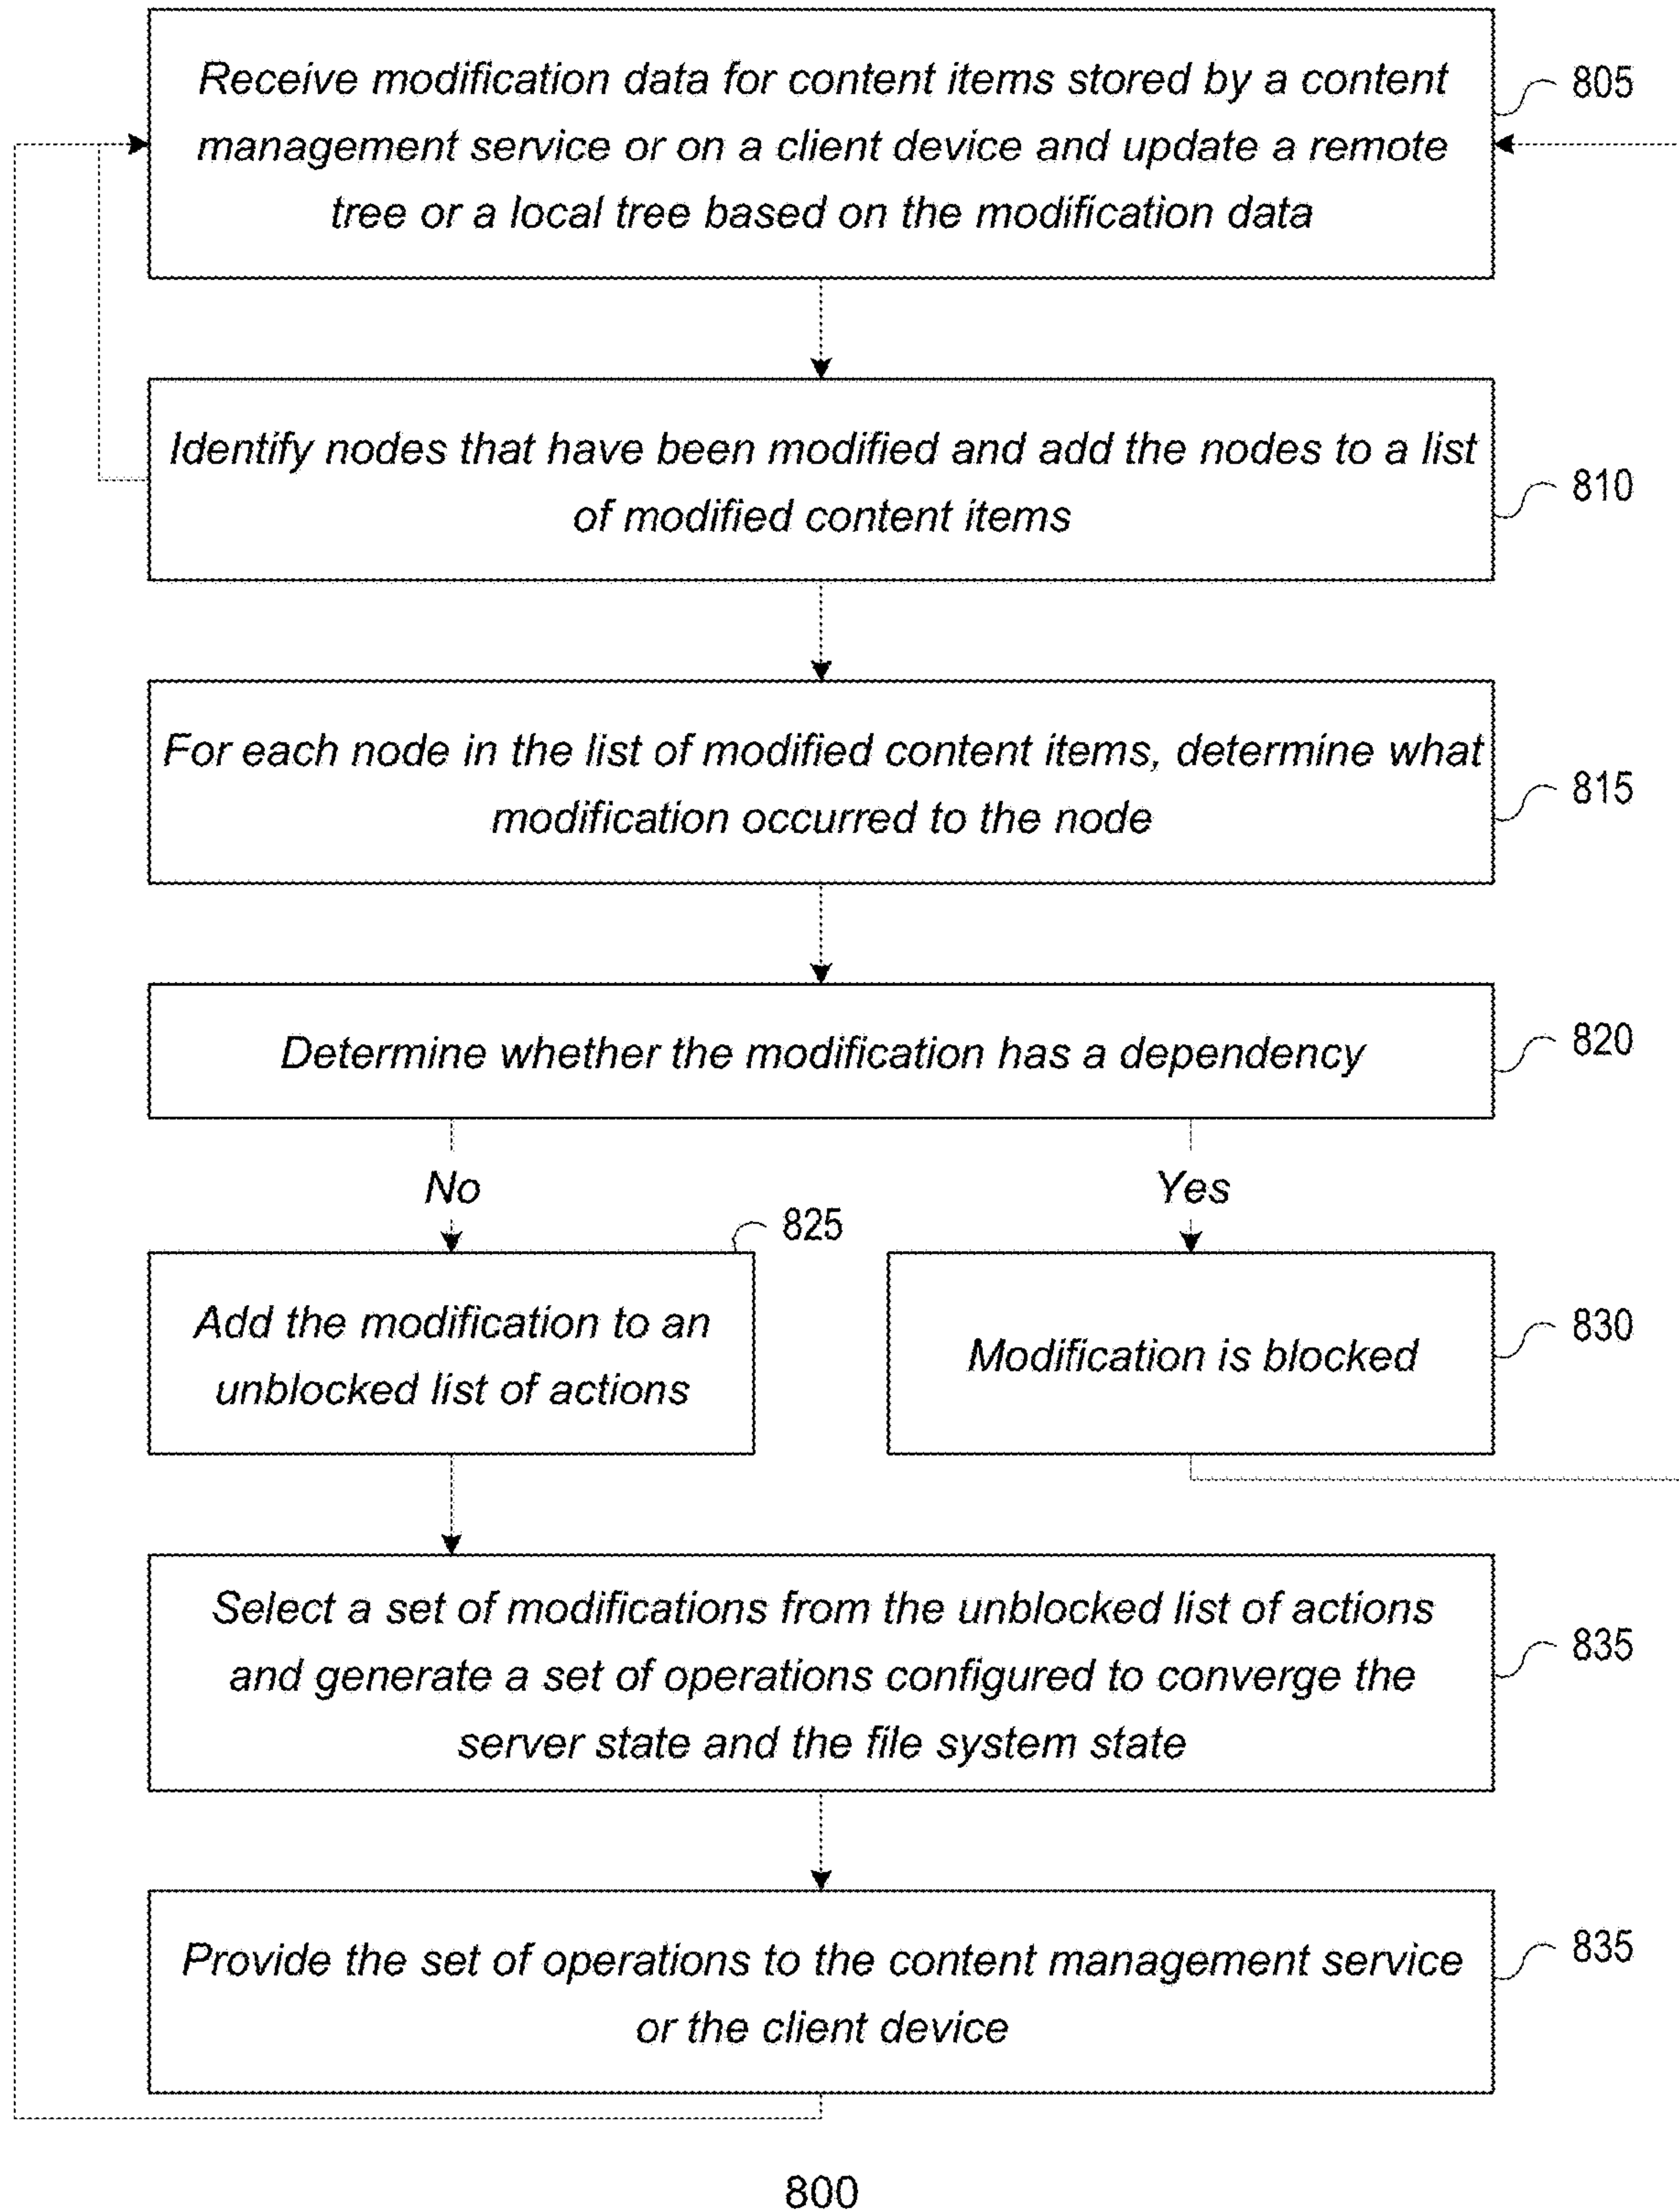 Receive modification data for content items stored by a content
management service or on a client device and update a remote
tree or a local tree based on the modification data
805
Identify nodes that have been modified and add the nodes to a list
of modified content items
810
For each node in the list of modified content items, determine what
modification occurred to the node
815
Determine whether the modification has a dependency
820
No
Yes
825
Add the modification to an
unblocked list of actions
Modification is blocked
830
Select a set of modifications from the unblocked list of actions
and generate a set of operations configured to converge the
server state and the file system state
835
Provide the set of operations to the content management service
or the client device
835
800